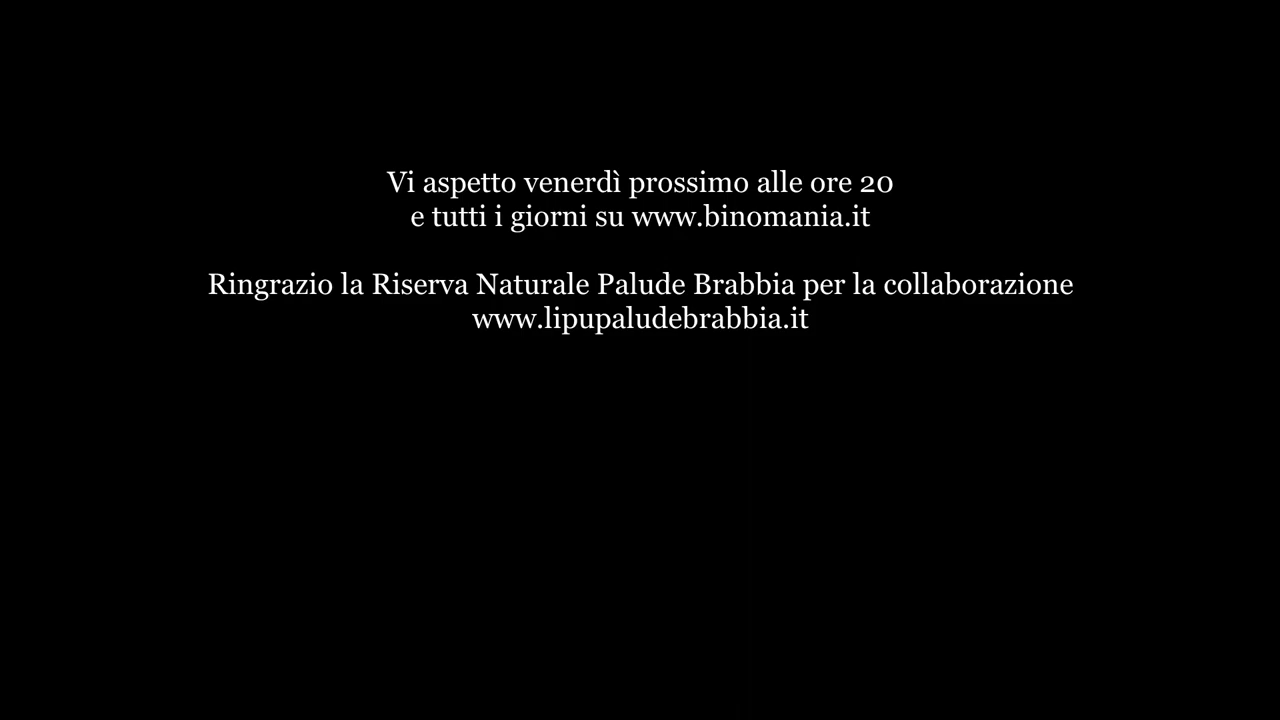 Vi aspetto venerdì prossimo alle ore 20
e tutti i giorni su www.binomania.it
Ringrazio la Riserva Naturale Palude Brabbia per la collaborazione
www.lipupaludebrabbia.it